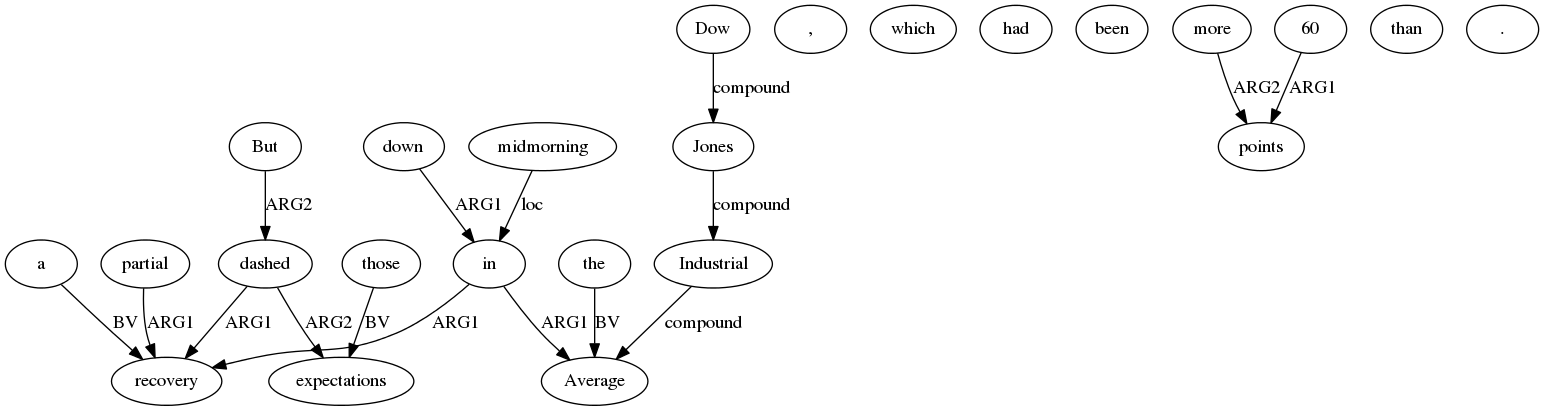 Dow , which had been more 60 than .
compound ARG2 ARG1
But down midmorning Jones points
ARG2 ARG1 loc compound
a partial dashed those in the Industrial
BV ARG1 ARG1 ARG2 BV ARG1 ARG1 BV compound
recovery expectations Average